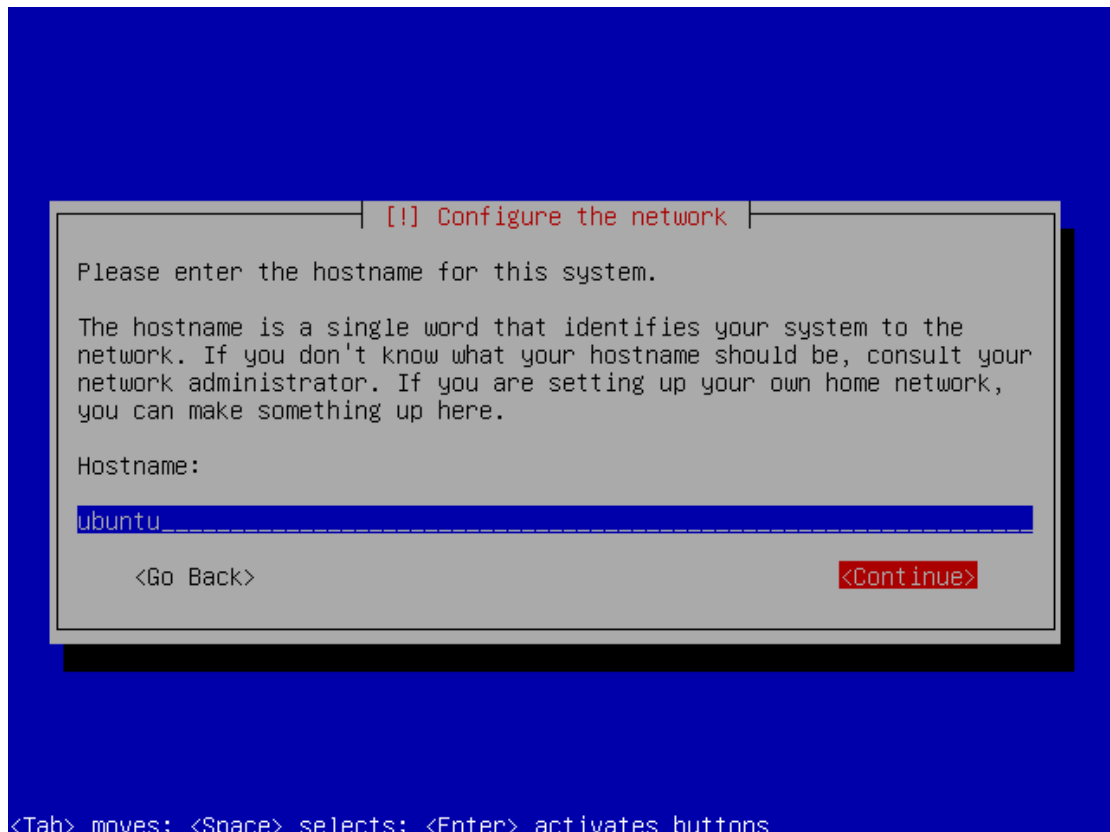 [!] Configure the network
Please enter the hostname for this system.
The hostname is a single word that identifies your system to the
network. If you don't know what your hostname should be, consult your
network administrator. If you are setting up your own home network,
you can make something up here.
Hostname:
ubuntu_______________________________________________________________
<Go Back> <Continue>
<Tab> moves; <Space> selects; <Enter> activates buttons